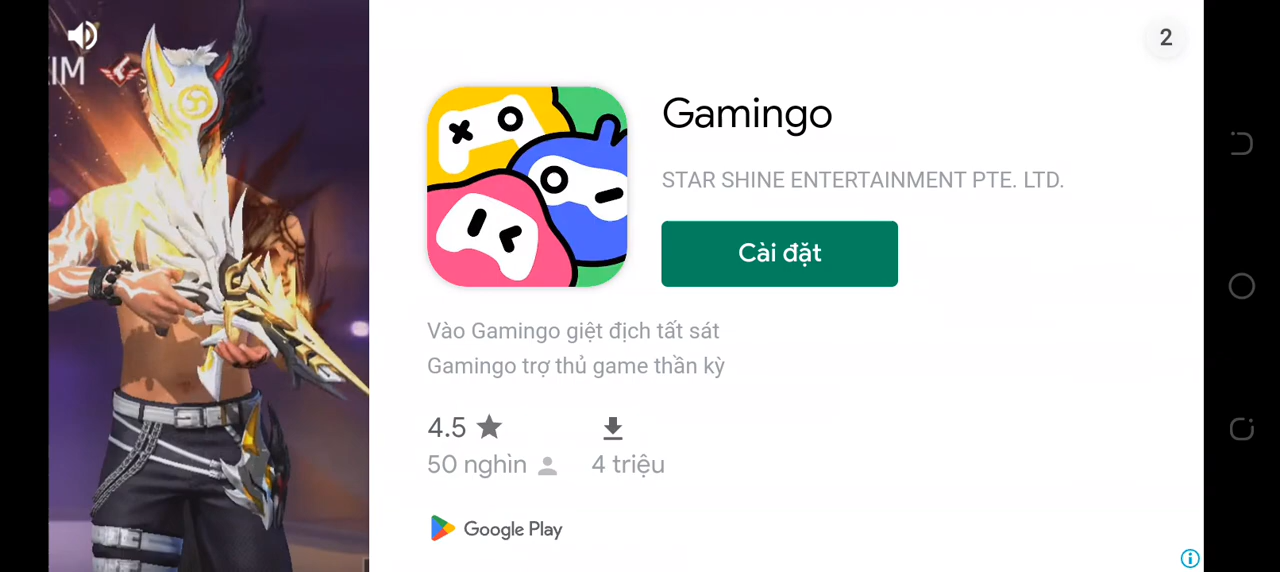 IM
2
Gamingo
STAR SHINE ENTERTAINMENT PTE. LTD.
Cài đặt
Vào Gamingo giệt địch tất sát
Gamingo trợ thủ game thần kỳ
4.5
50 nghìn
4 triệu
Google Play